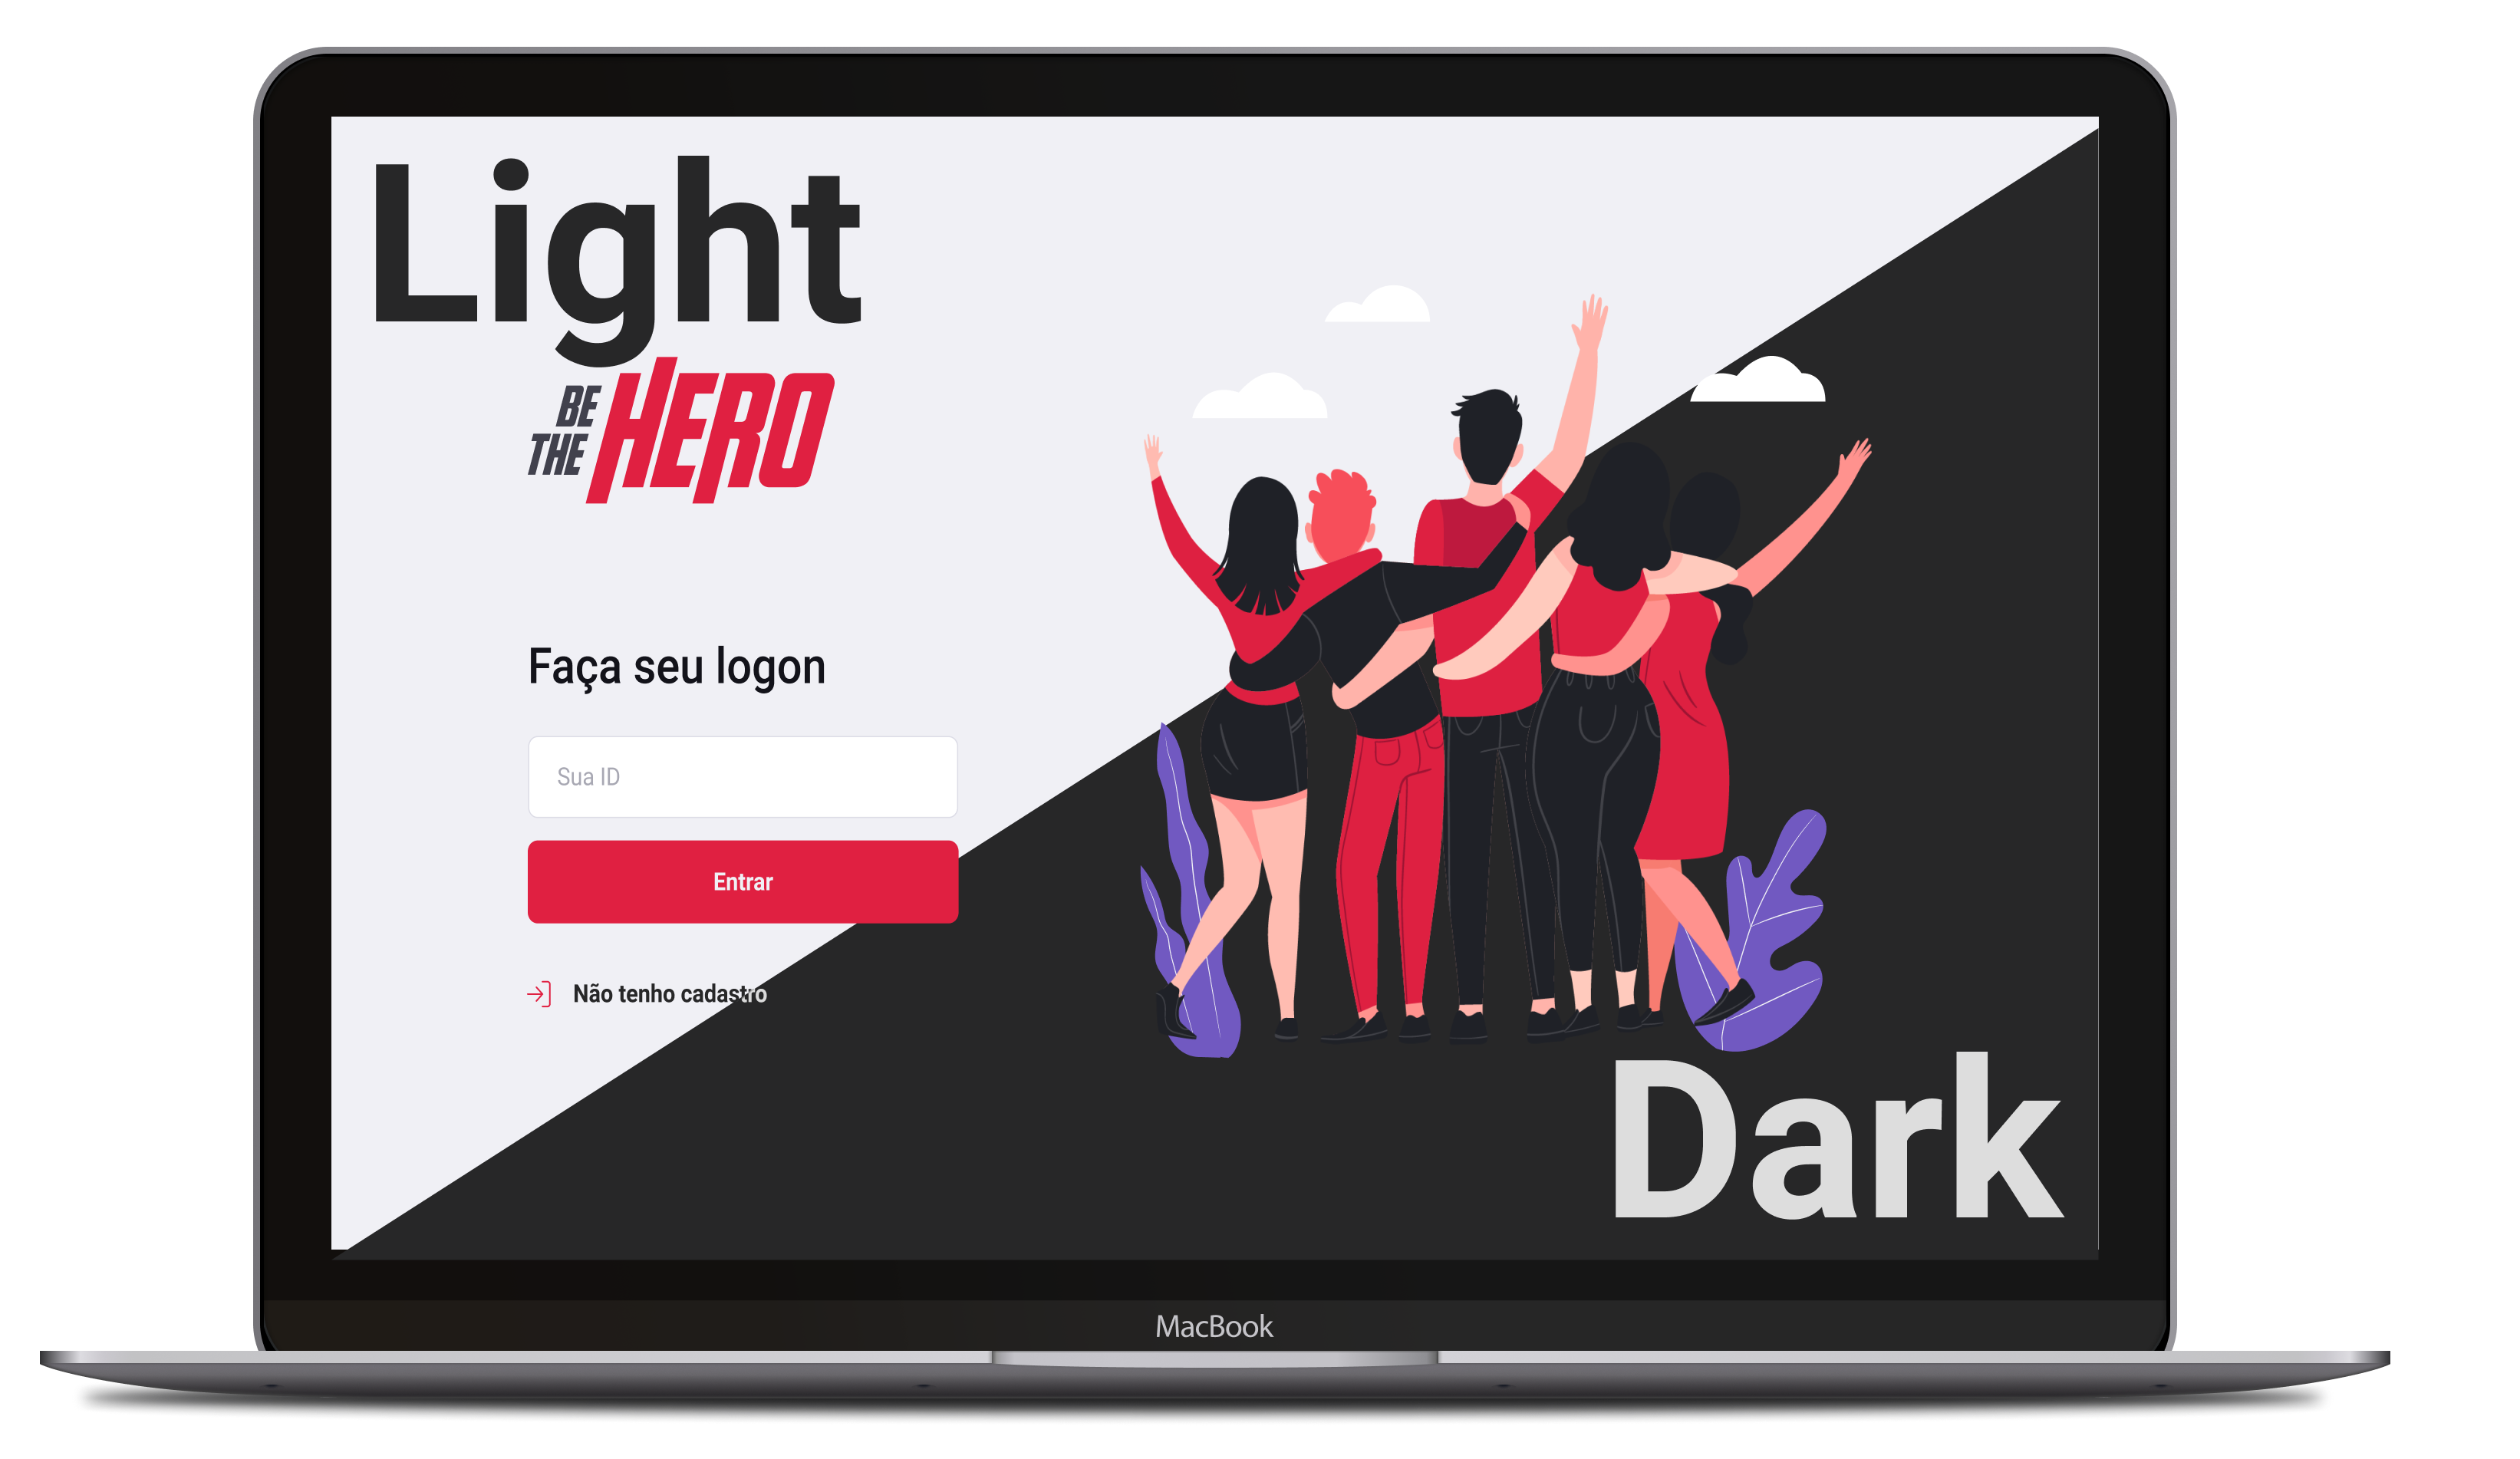 Light
BE
THE
HERO
Faça seu logon
Sua ID
Entrar
Não tenho cadastro
Dark
MacBook